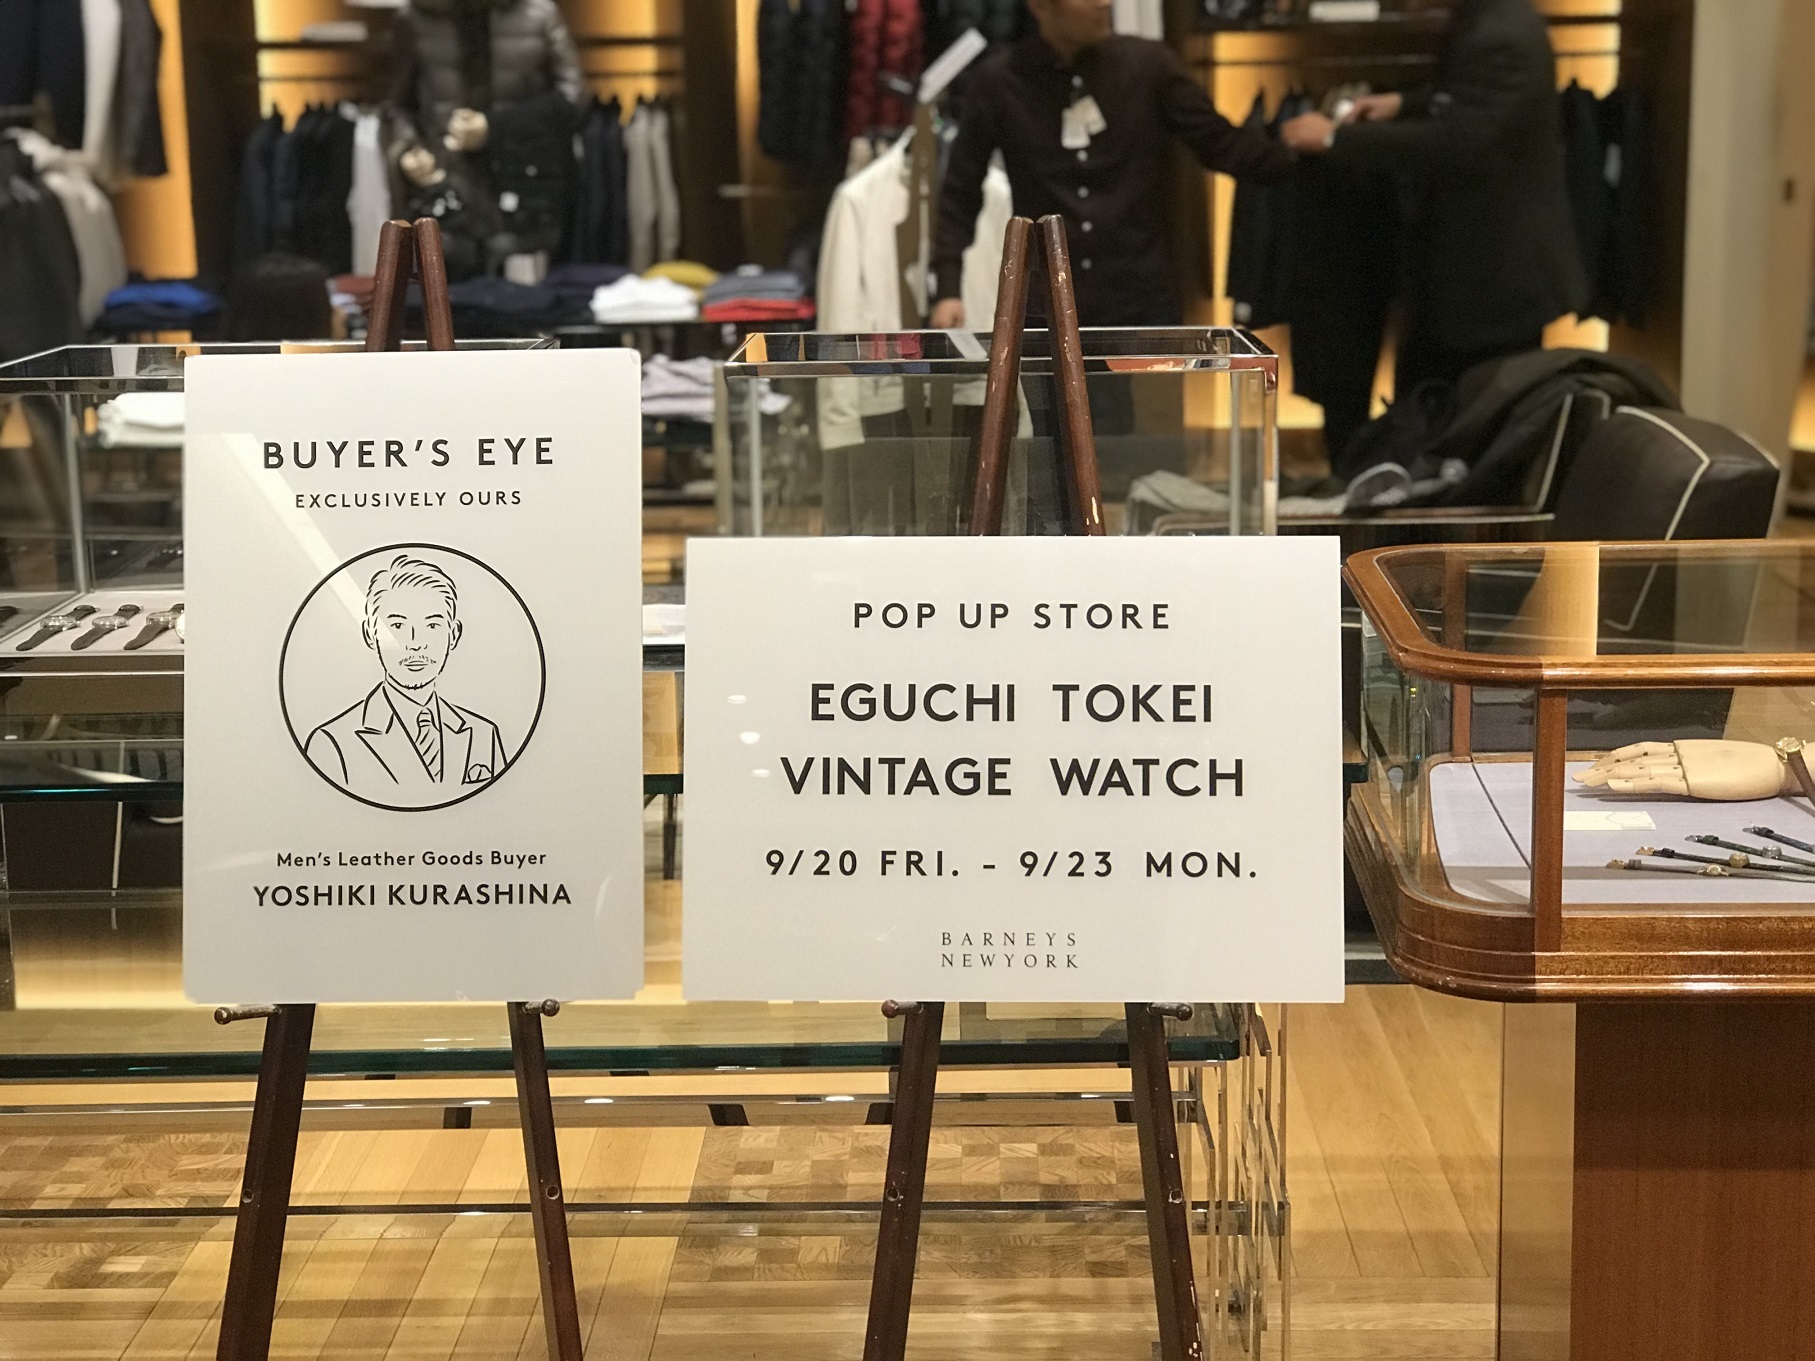 BUYER'S EYE
EXCLUSIVELY OURS
Men's Leather Goods Buyer
YOSHIKI KURASHINA
POP UP STORE
EGUCHI TOKEI
VINTAGE WATCH
9/20 FRI. - 9/23 MON.
BARNEYS
NEWYORK